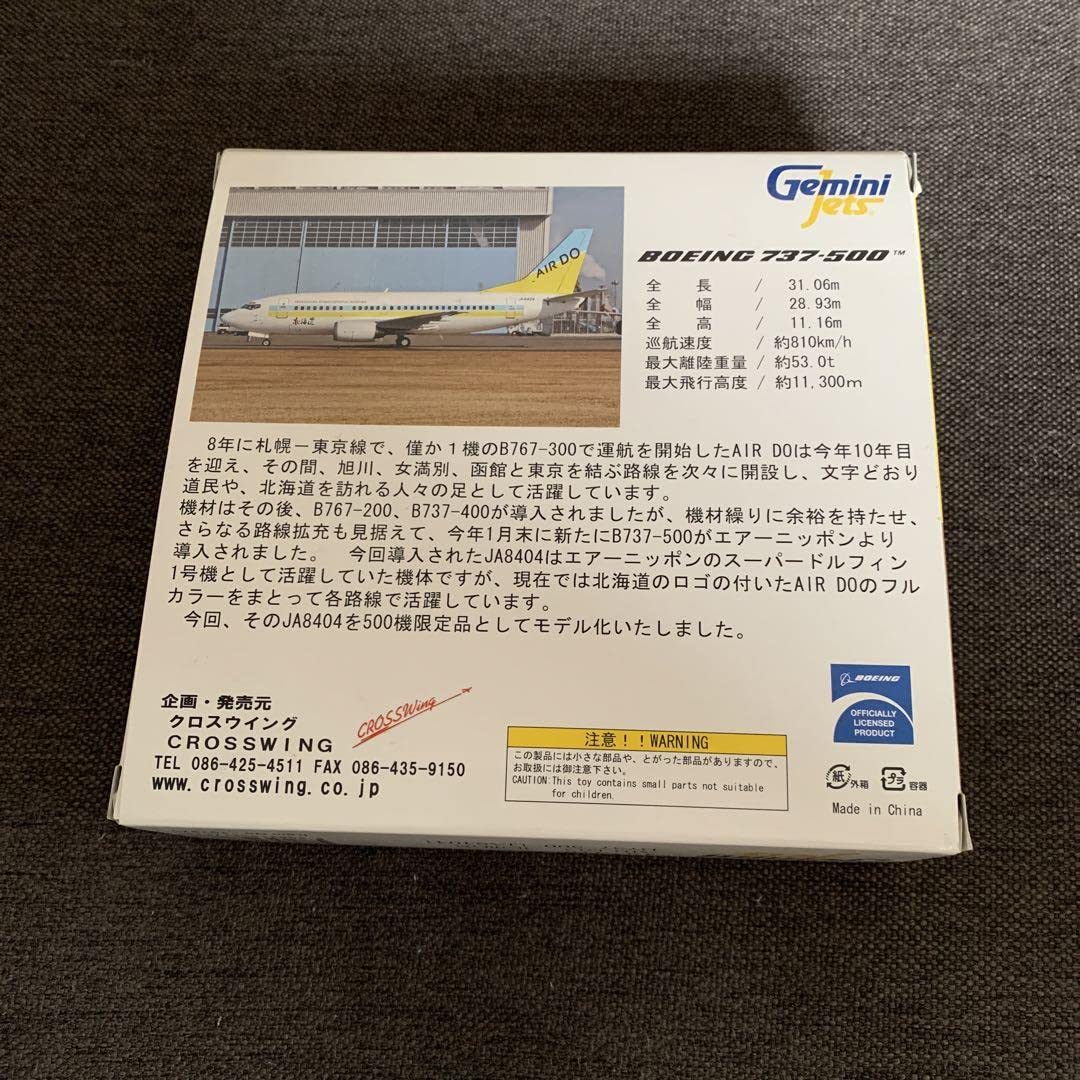 Gemini
Jets
BOEING 737-500™
全長 / 31.06m
全幅 / 28.93m
全高 / 11.16m
巡航速度 / 約810km/h
最大離陸重量 / 約53.0t
最大飛行高度 / 約11,300m
AIR DO
北海道
8年に札幌－東京線で、僅か１機のB767-300で運航を開始したAIR DOは今年10年目
を迎え、その間、旭川、女満別、函館と東京を結ぶ路線を次々に開設し、文字どおり
道民や、北海道を訪れる人々の足として活躍しています。
機材はその後、B767-200、B737-400が導入されましたが、機材繰りに余裕を持たせ、
さらなる路線拡充も見据えて、今年1月末に新たにB737-500がエアーニッポンより
導入されました。　今回導入されたJA8404はエアーニッポンのスーパードルフィン
1号機として活躍していた機体ですが、現在では北海道のロゴの付いたAIR DOのフル
カラーをまとって各路線で活躍しています。
今回、そのJA8404を500機限定品としてモデル化いたしました。
企画・発売元
クロスウイング
CROSSWING
CROSSWing
TEL 086-425-4511 FAX 086-435-9150
www.crosswing.co.jp
注意！！WARNING
この製品には小さな部品や、とがった部品がありますので、
お取扱には御注意下さい。
CAUTION:This toy contains small parts not suitable
for children.
BOEING
OFFICIALLY
LICENSED
PRODUCT
紙 外箱 プラ 容器
Made in China